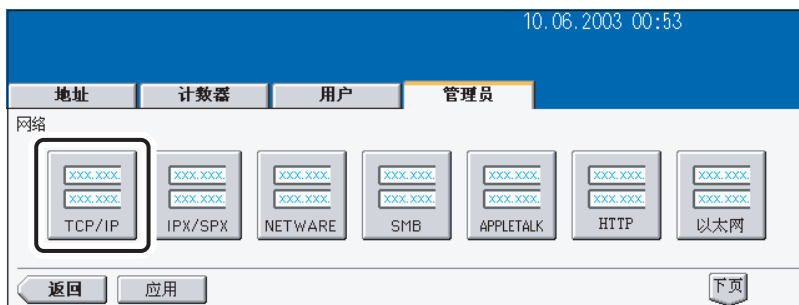 10.06.2003 00:53
地址 计数器 用户 管理员
网络
xxx.xxx. xxx.xxx. xxx.xxx. xxx.xxx. xxx.xxx. xxx.xxx. xxx.xxx.
xxx.xxx. xxx.xxx. xxx.xxx. xxx.xxx. xxx.xxx. xxx.xxx. xxx.xxx.
TCP/IP IPX/SPX NETWARE SMB APPLETALK HTTP 以太网
返回 应用 下页